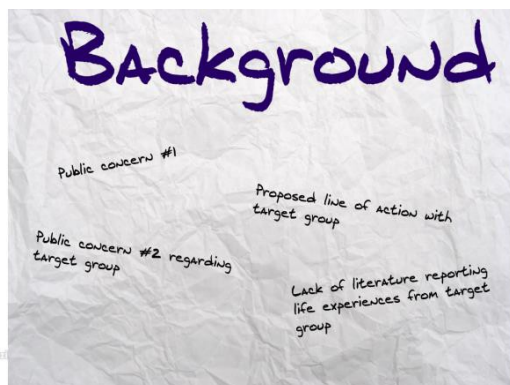 Background
Public concern #1
Proposed line of action with
target group
Public concern #2 regarding
target group
Lack of literature reporting
life experiences from target
group